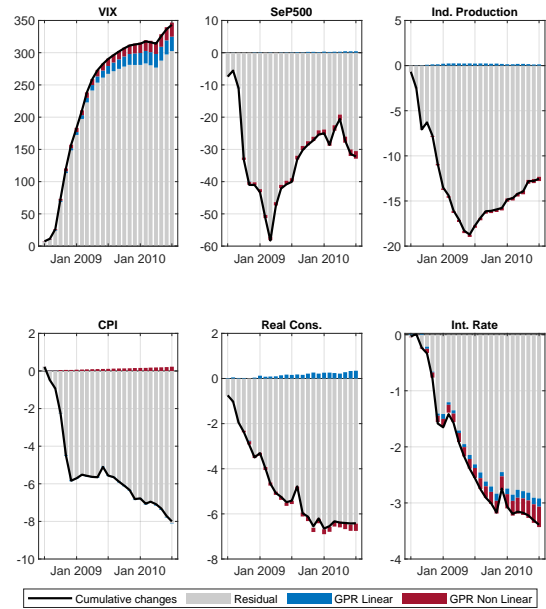 VIX
SeP500
Ind. Production
350
300
250
200
150
100
50
0
10
0
-10
-20
-30
-40
-50
-60
5
0
-5
-10
-15
-20
Jan 2009
Jan 2010
Jan 2009
Jan 2010
Jan 2009
Jan 2010
CPI
Real Cons.
Int. Rate
2
0
-2
-4
-6
-8
-10
2
0
-2
-4
-6
-8
0
-1
-2
-3
-4
Jan 2009
Jan 2010
Jan 2009
Jan 2010
Jan 2009
Jan 2010
Cumulative changes
Residual
GPR Linear
GPR Non Linear